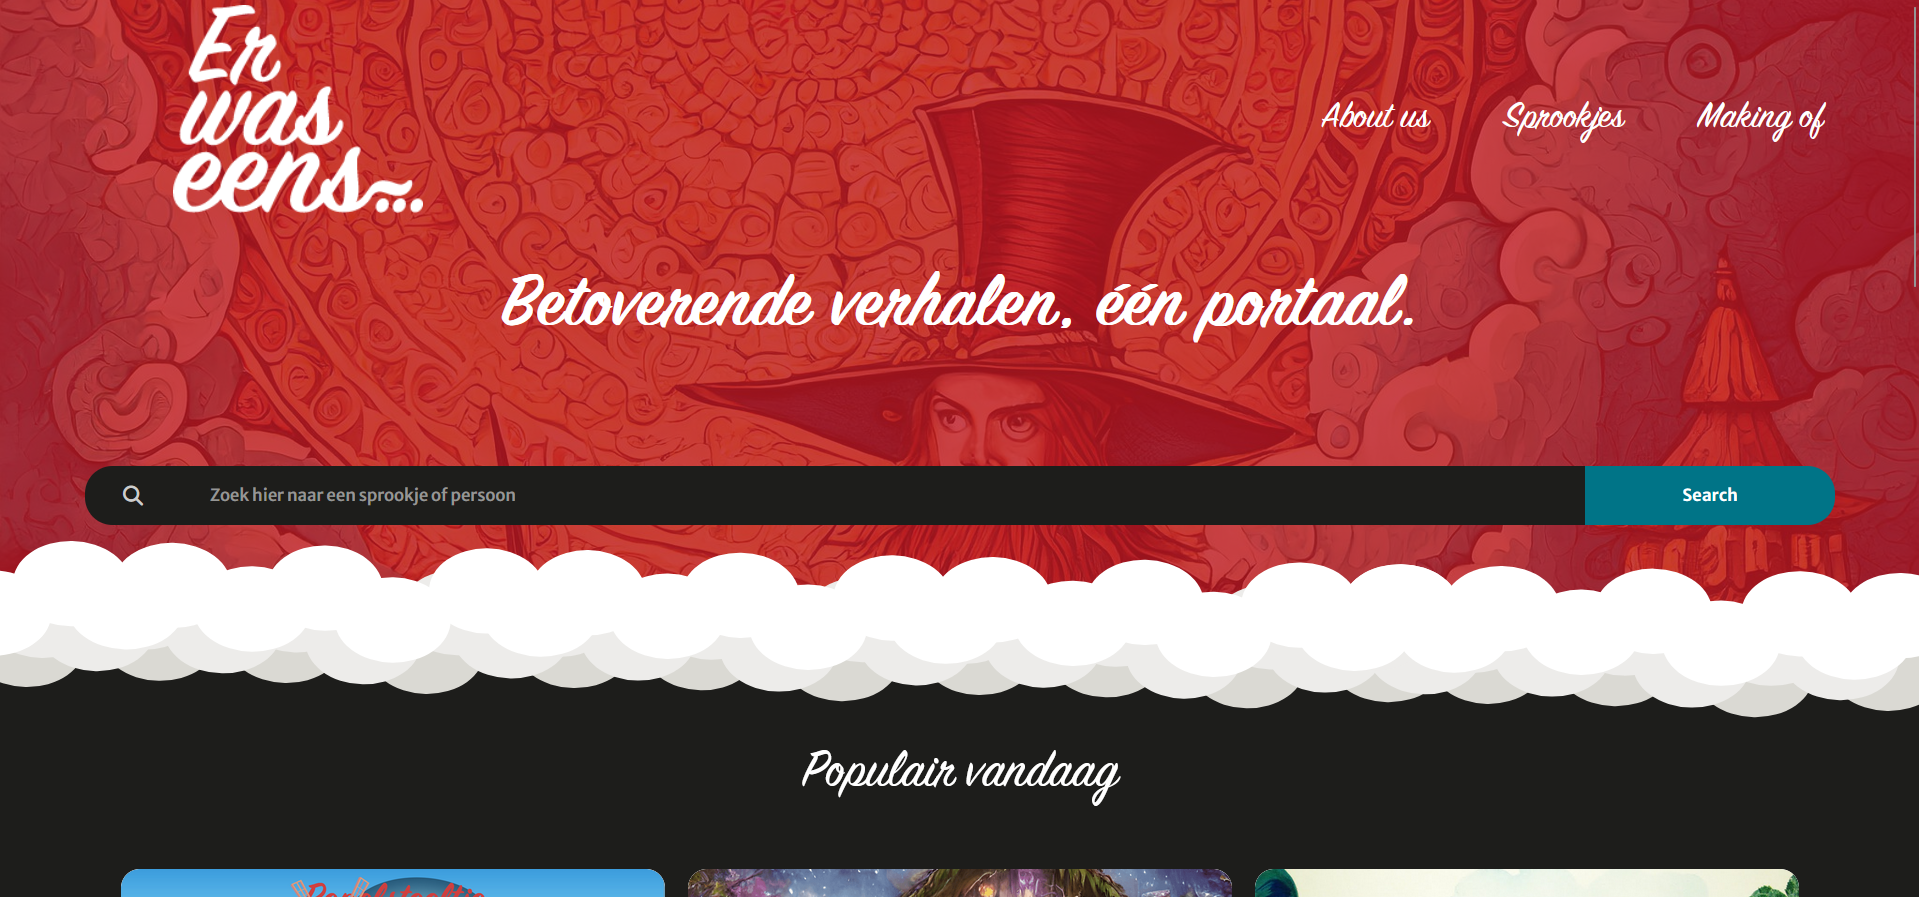 Er
was
eens...
About us
Sprookjes
Making of
Betoverende verhalen, één portaal.
Zoek hier naar een sprookje of persoon
Search
Populair vandaag